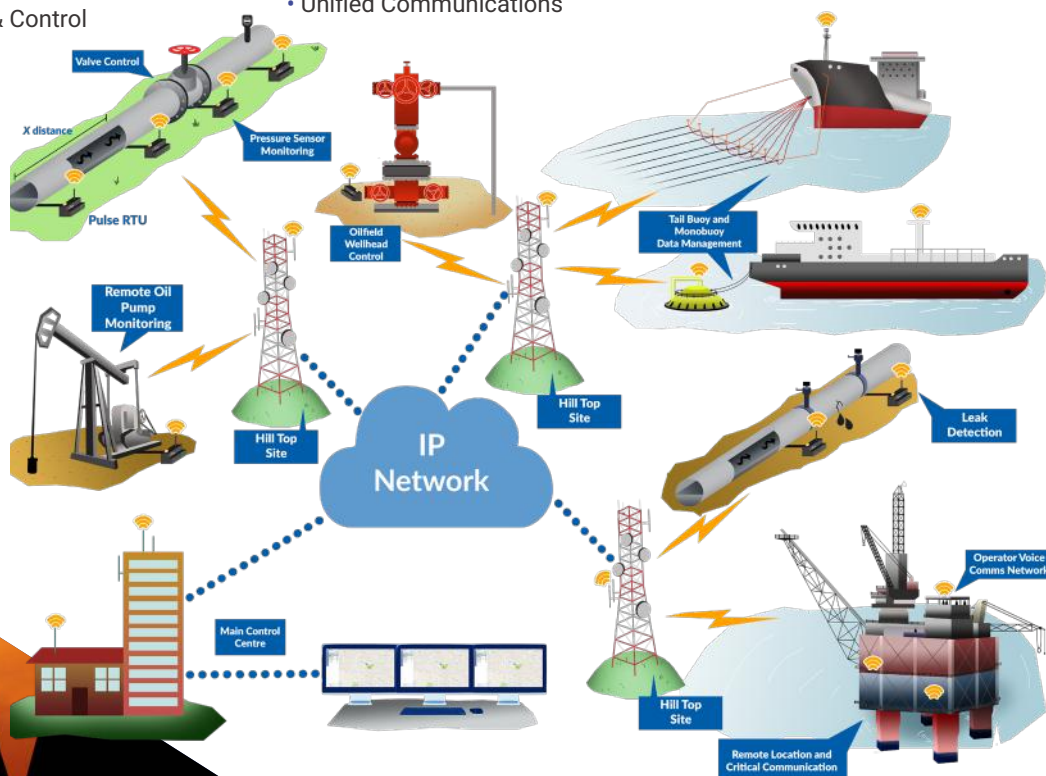 & Control
• Unified Communications
Valve Control
X distance
Pressure Sensor
Monitoring
Pulse RTU
Oilfield
Wellhead
Control
Tail Buoy and
Monobuoy
Data Management
Remote Oil
Pump
Monitoring
Hill Top
Site
Hill Top
Site
IP
Network
Leak
Detection
Main Control
Centre
Operator Voice
Comms Network
Hill Top
Site
Remote Location and
Critical Communication